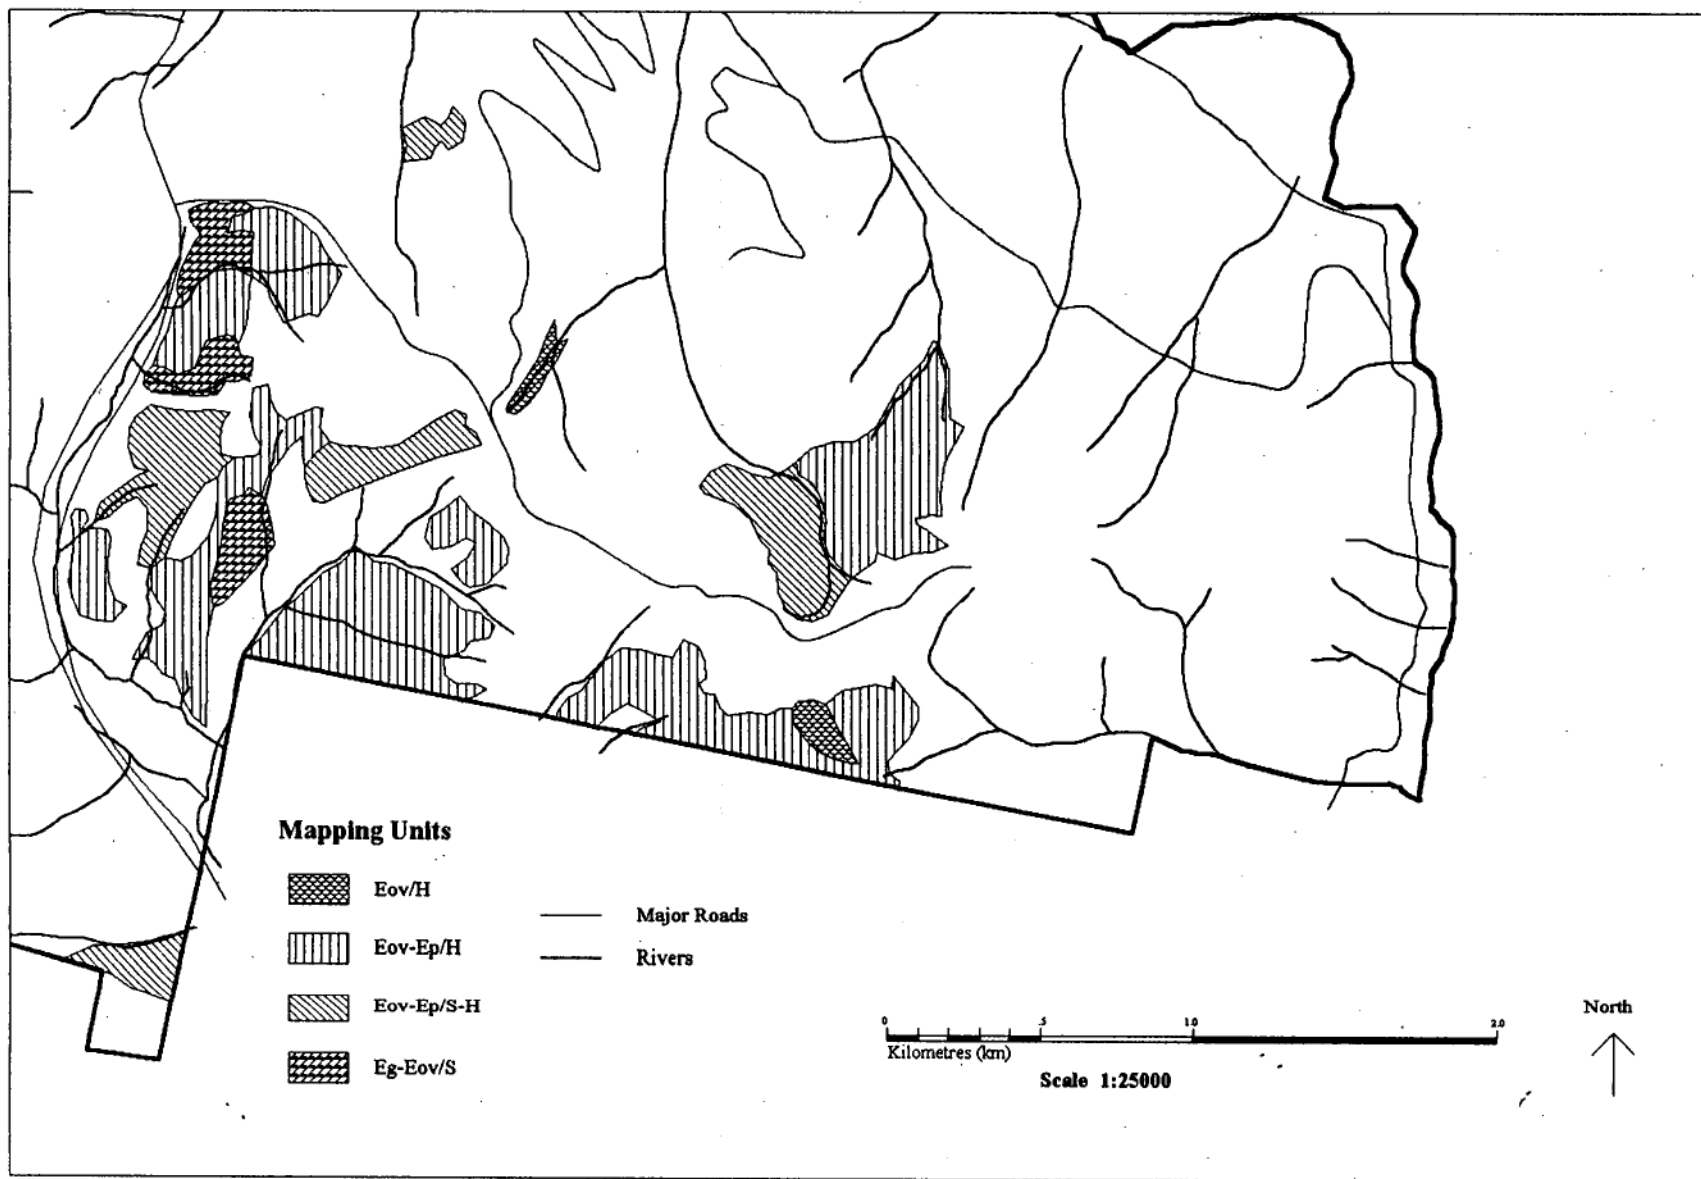 Mapping Units
Eov/H
Eov-Ep/H
Eov-Ep/S-H
Eg-Eov/S
Major Roads
Rivers
0 .5 1.0 2.0
Kilometres (km)
Scale 1:25000
North